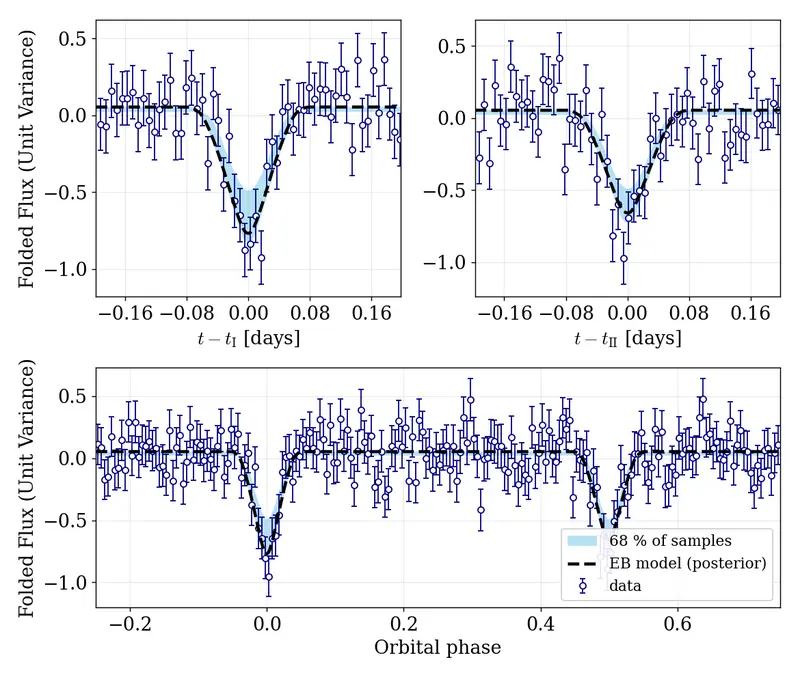 Folded Flux (Unit Variance)
0.5
0.0
−0.5
−1.0
−0.16 −0.08 0.00 0.08 0.16
t − t_I [days]
0.5
0.0
−0.5
−1.0
−0.16 −0.08 0.00 0.08 0.16
t − t_II [days]
Folded Flux (Unit Variance)
0.5
0.0
−0.5
−1.0
68 % of samples
EB model (posterior)
data
−0.2 0.0 0.2 0.4 0.6
Orbital phase